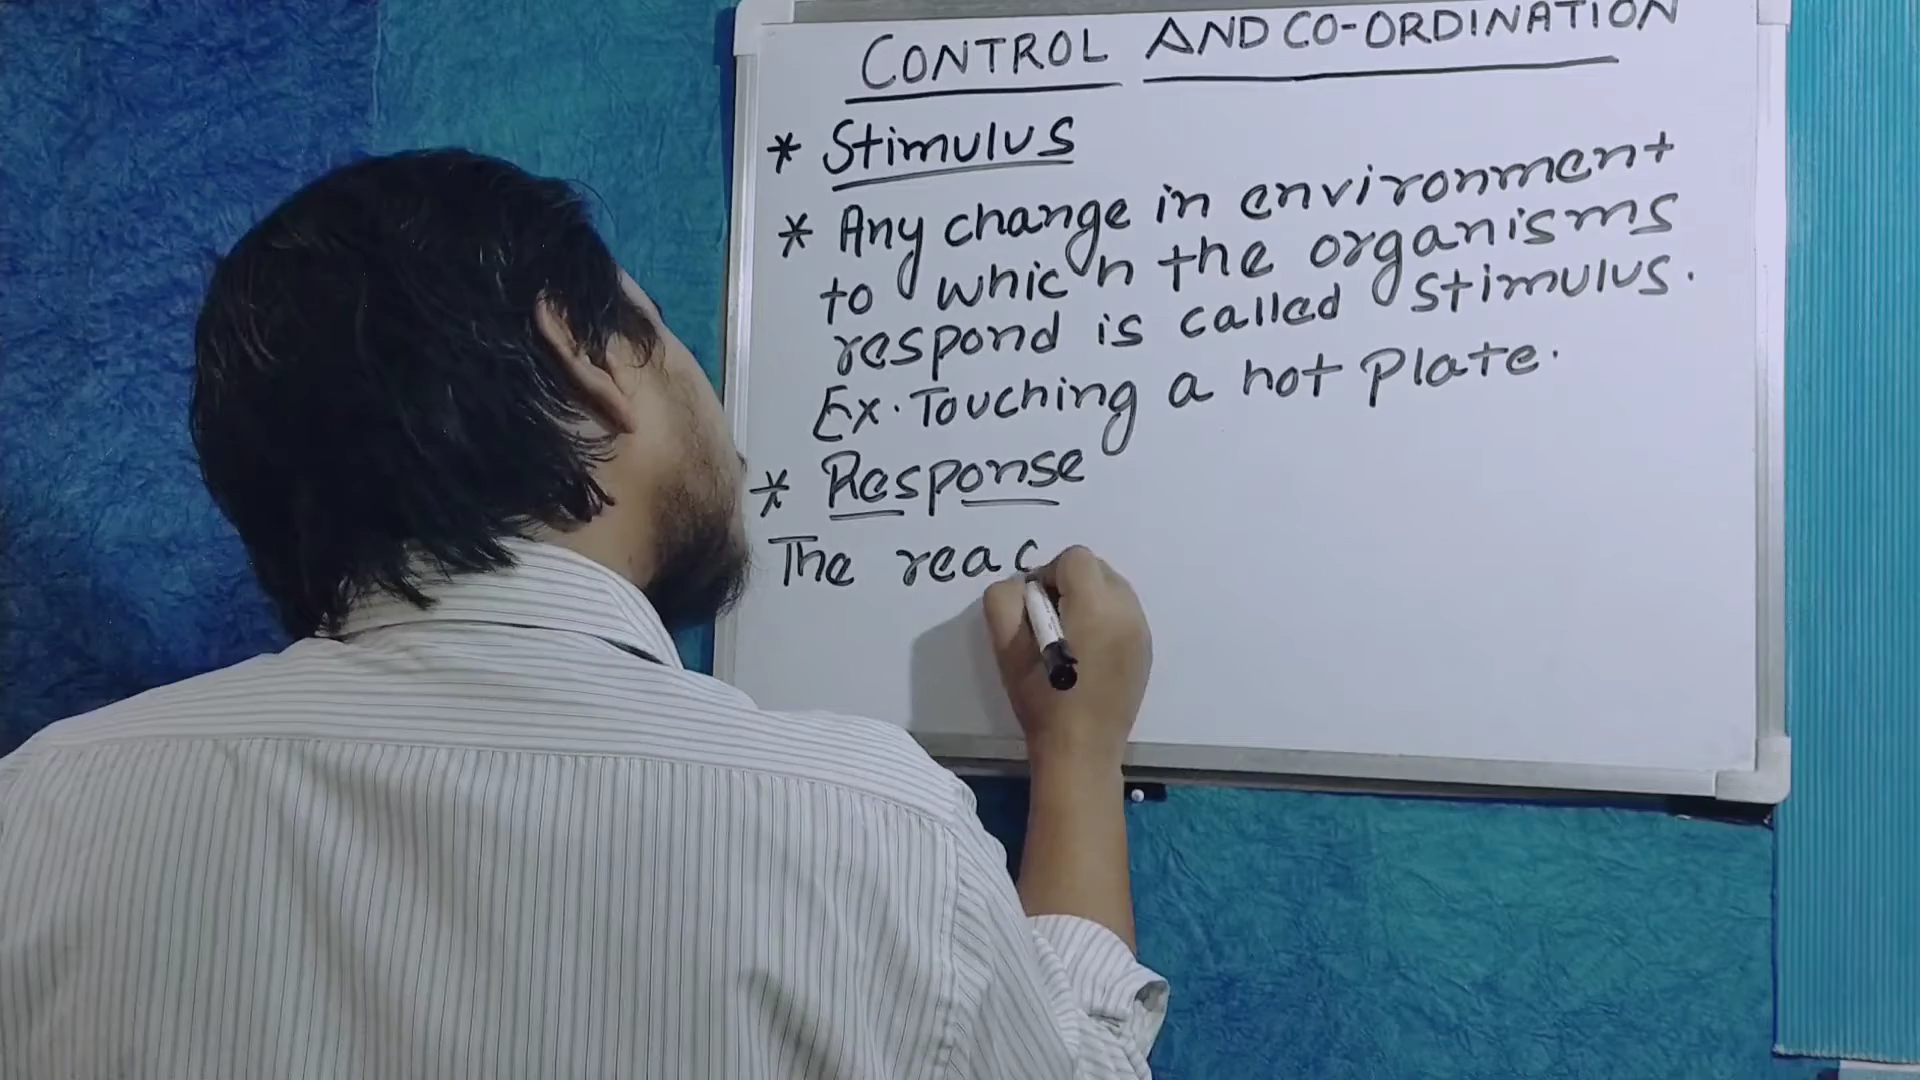 CONTROL AND CO-ORDINATION
* Stimulus
* Any change in environment
to which the organisms
respond is called stimulus.
Ex. Touching a hot plate.
* Response
The reac